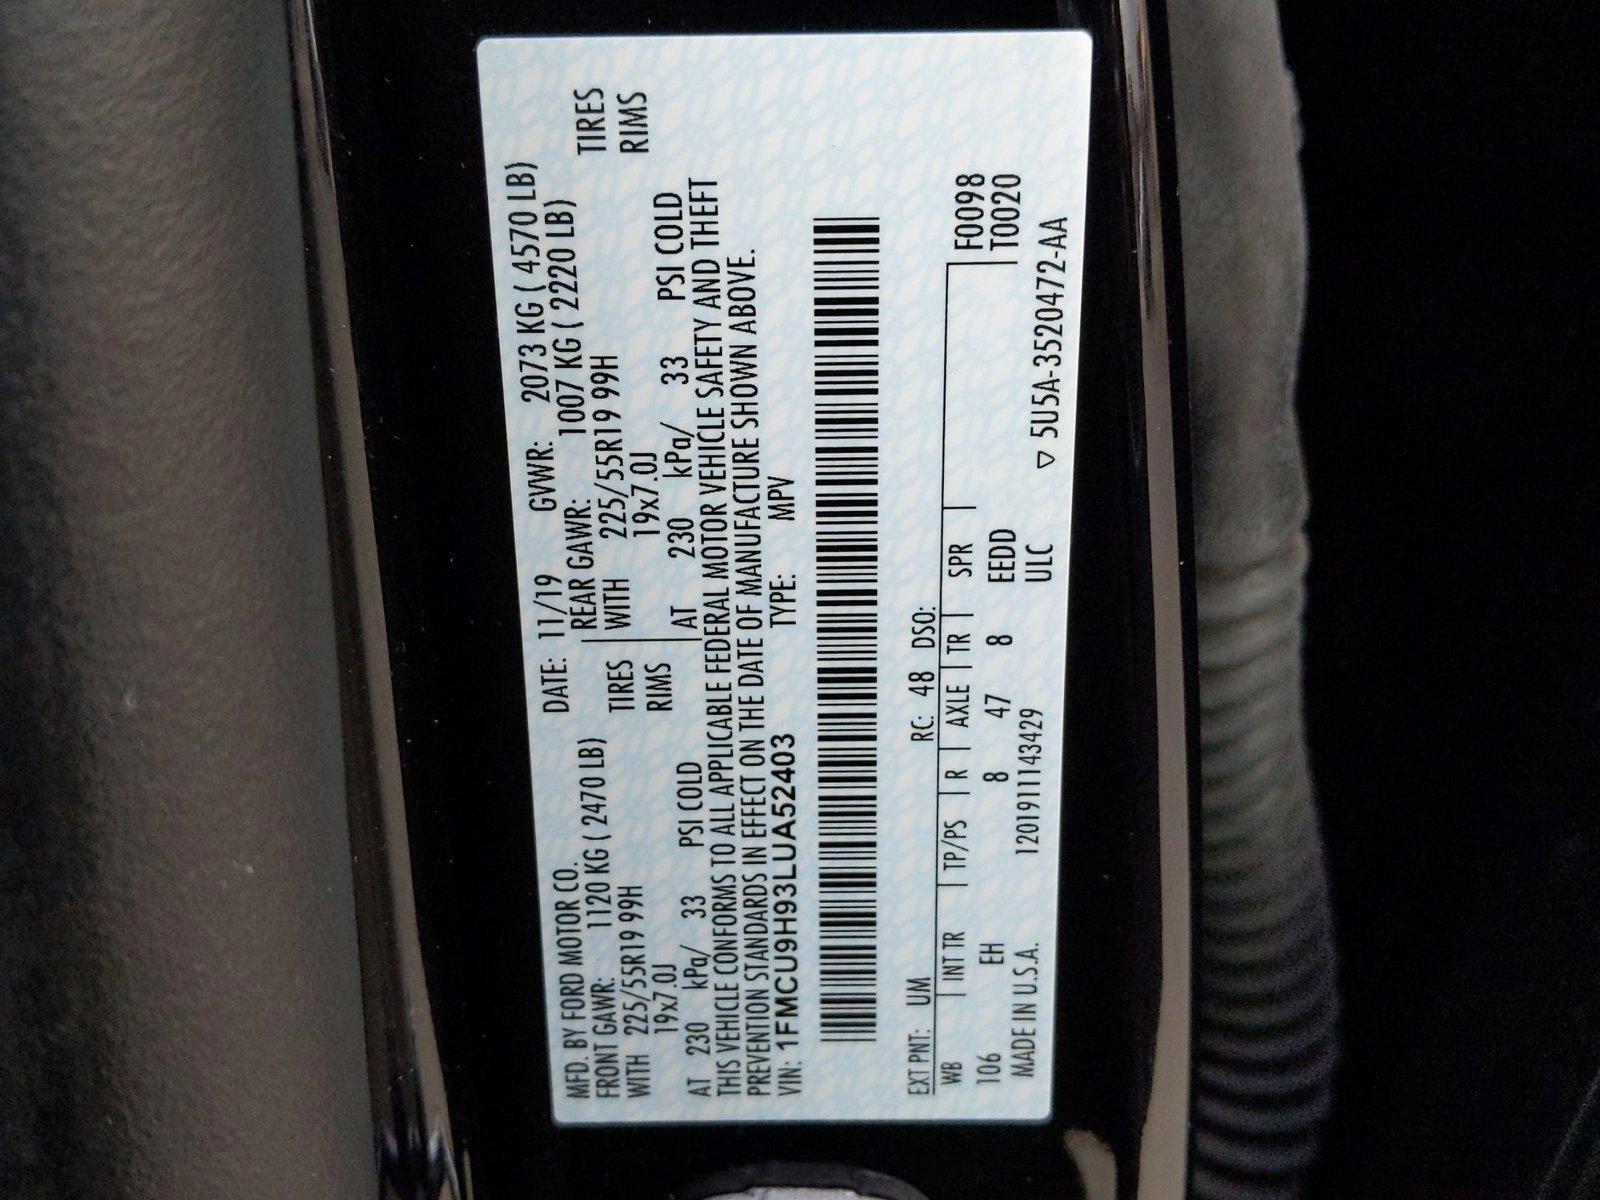 MFD. BY FORD MOTOR CO.
DATE: 11/19 GVWR: 2073 KG ( 4570 LB)
FRONT GAWR: 1120 KG ( 2470 LB) REAR GAWR: 1007 KG ( 2220 LB)
WITH 225/55R19 99H TIRES WITH 225/55R19 99H TIRES
19x7.0J RIMS 19x7.0J RIMS
AT 230 kPa/ 33 PSI COLD AT 230 kPa/ 33 PSI COLD
THIS VEHICLE CONFORMS TO ALL APPLICABLE FEDERAL MOTOR VEHICLE SAFETY AND THEFT
PREVENTION STANDARDS IN EFFECT ON THE DATE OF MANUFACTURE SHOWN ABOVE.
VIN: 1FMCU9H93LUA52403 TYPE: MPV
EXT PNT: UM RC: 48 DSO:
WB INT TR TP/PS R AXLE TR SPR F0098
T0020
106 EH 8 47 8 EEDD
MADE IN U.S.A. 12019111143429 ULC ▽ 5U5A-3520472-AA